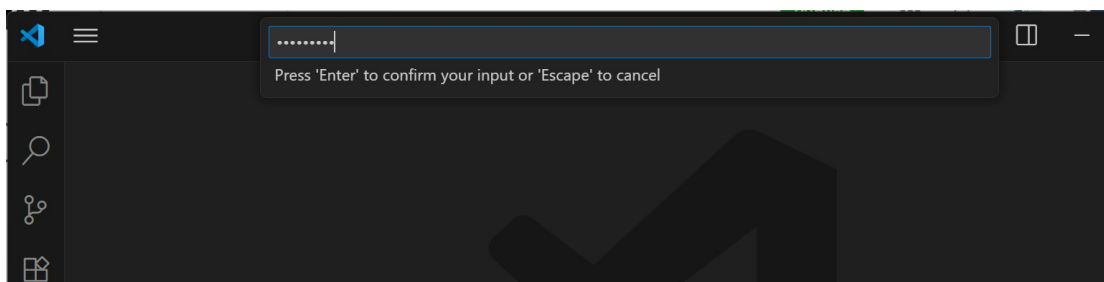 •••••••••
Press 'Enter' to confirm your input or 'Escape' to cancel